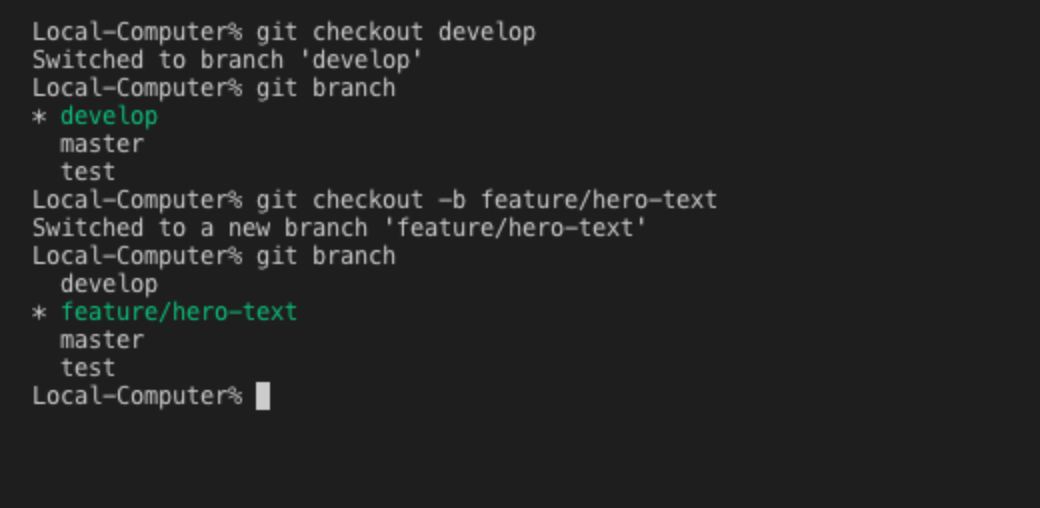 Local-Computer% git checkout develop
Switched to branch 'develop'
Local-Computer% git branch
* develop
  master
  test
Local-Computer% git checkout -b feature/hero-text
Switched to a new branch 'feature/hero-text'
Local-Computer% git branch
  develop
* feature/hero-text
  master
  test
Local-Computer%